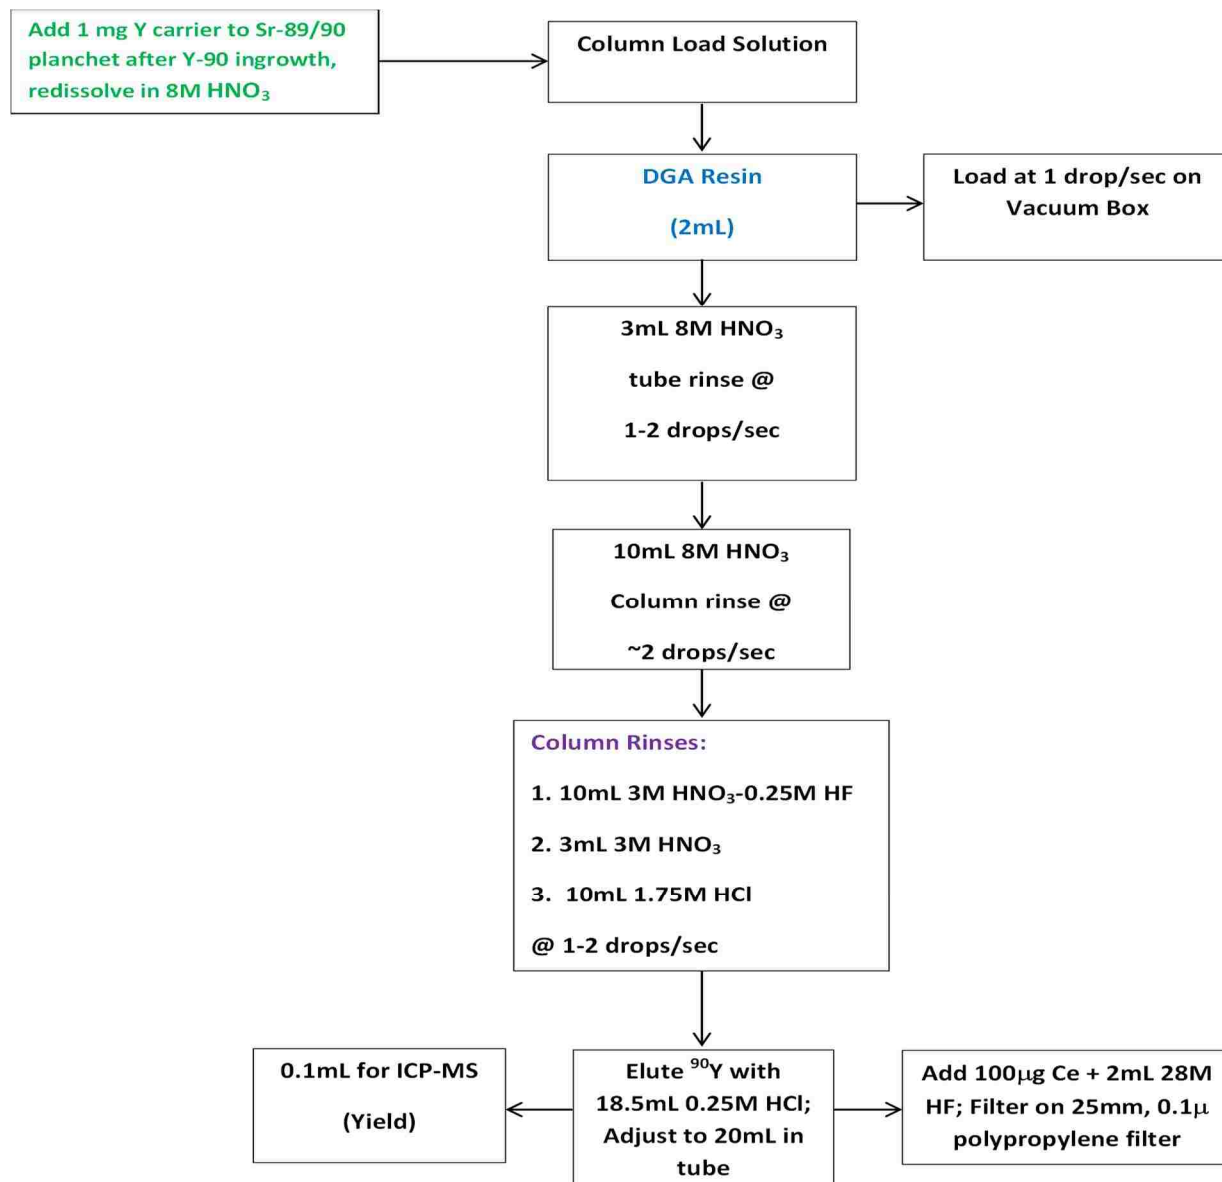 Add 1 mg Y carrier to Sr-89/90
planchet after Y-90 ingrowth,
redissolve in 8M HNO₃
Column Load Solution
DGA Resin
(2mL)
Load at 1 drop/sec on
Vacuum Box
3mL 8M HNO₃
tube rinse @
1-2 drops/sec
10mL 8M HNO₃
Column rinse @
~2 drops/sec
Column Rinses:
1. 10mL 3M HNO₃-0.25M HF
2. 3mL 3M HNO₃
3. 10mL 1.75M HCl
@ 1-2 drops/sec
0.1mL for ICP-MS
(Yield)
Elute ⁹⁰Y with
18.5mL 0.25M HCl;
Adjust to 20mL in
tube
Add 100μg Ce + 2mL 28M
HF; Filter on 25mm, 0.1μ
polypropylene filter